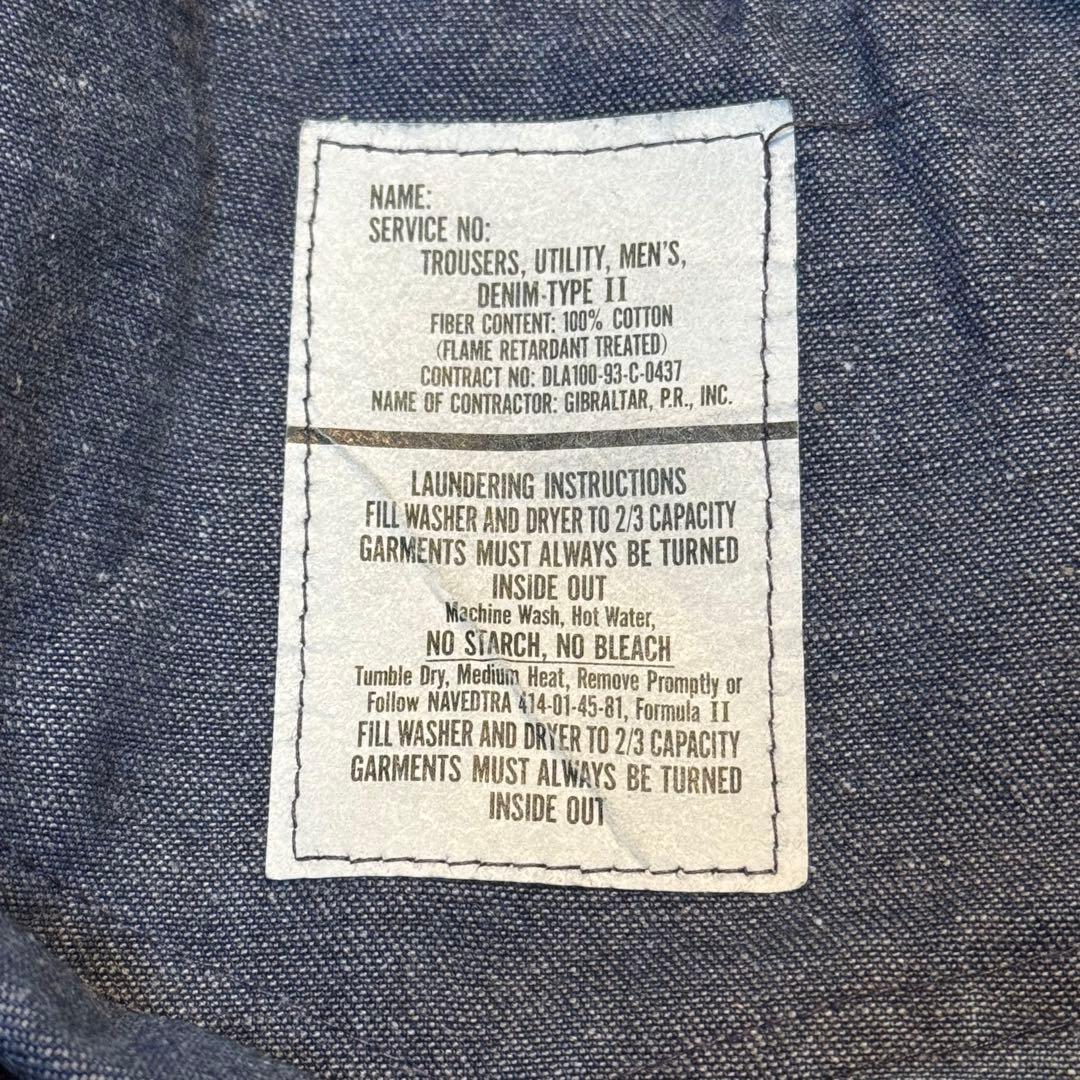 NAME:
SERVICE NO:
TROUSERS, UTILITY, MEN'S,
DENIM-TYPE II
FIBER CONTENT: 100% COTTON
(FLAME RETARDANT TREATED)
CONTRACT NO: DLA100-93-C-0437
NAME OF CONTRACTOR: GIBRALTAR, P.R., INC.
LAUNDERING INSTRUCTIONS
FILL WASHER AND DRYER TO 2/3 CAPACITY
GARMENTS MUST ALWAYS BE TURNED
INSIDE OUT
Machine Wash, Hot Water,
NO STARCH, NO BLEACH
Tumble Dry, Medium Heat, Remove Promptly or
Follow NAVEDTRA 414-01-45-81, Formula II
FILL WASHER AND DRYER TO 2/3 CAPACITY
GARMENTS MUST ALWAYS BE TURNED
INSIDE OUT